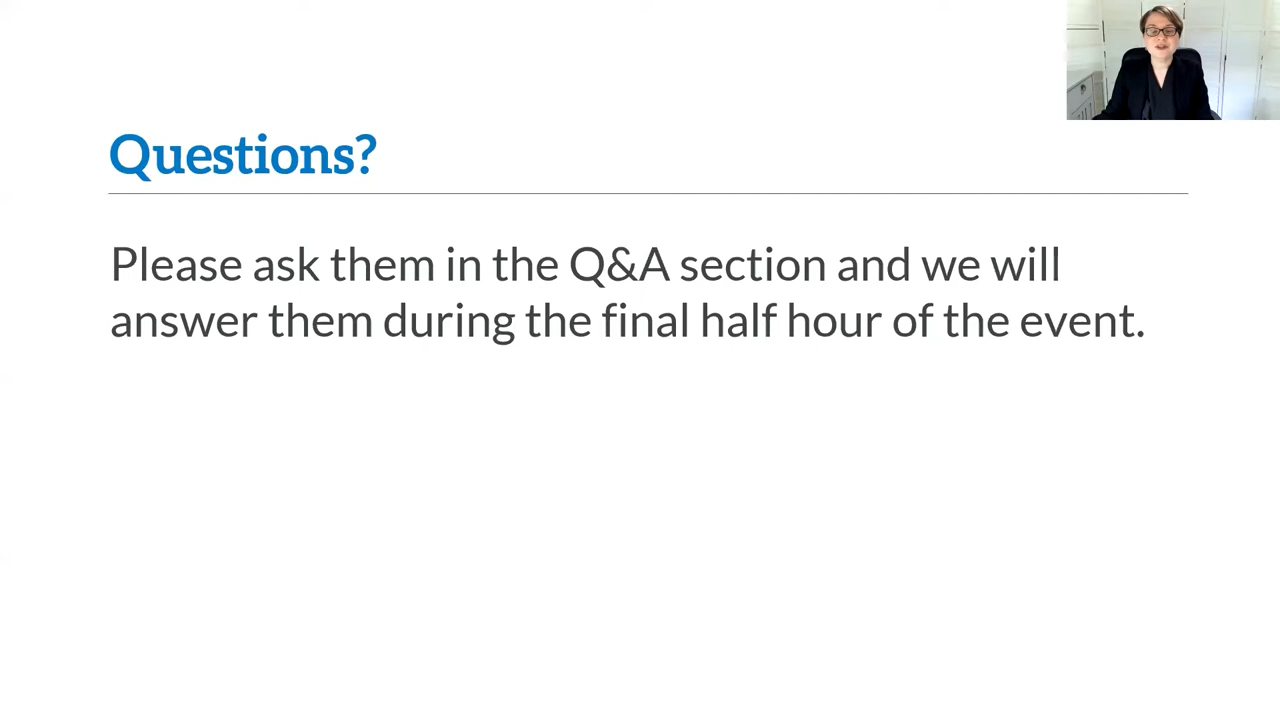 Questions?
Please ask them in the Q&A section and we will
answer them during the final half hour of the event.